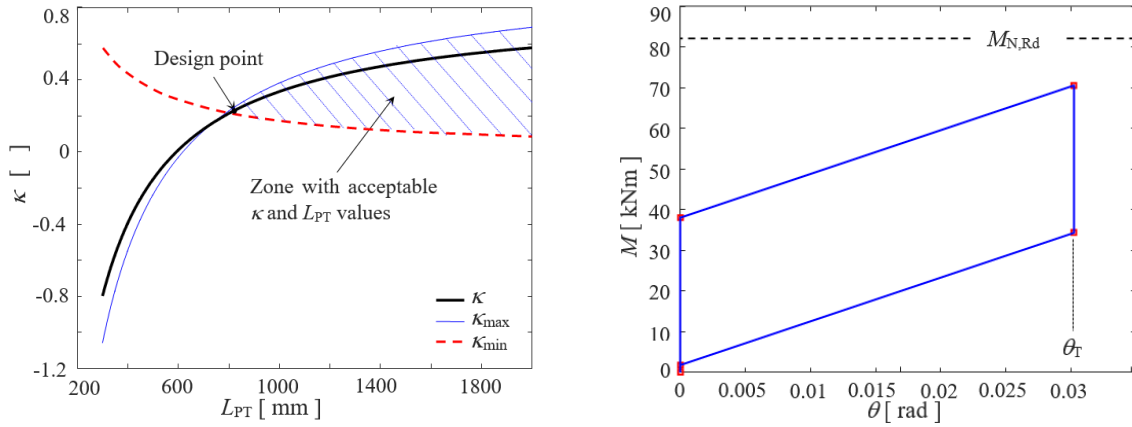 0.8
0.4
0
-0.4
-0.8
-1.2
κ [ ]
Design point
Zone with acceptable
κ and LPT values
κ
κmax
κmin
200 600 1000 1400 1800
LPT [ mm ]
90
80
70
60
50
40
30
20
10
0
M [ kNm ]
MN,Rd
θT
0 0.005 0.01 0.015 0.02 0.025 0.03
θ [ rad ]